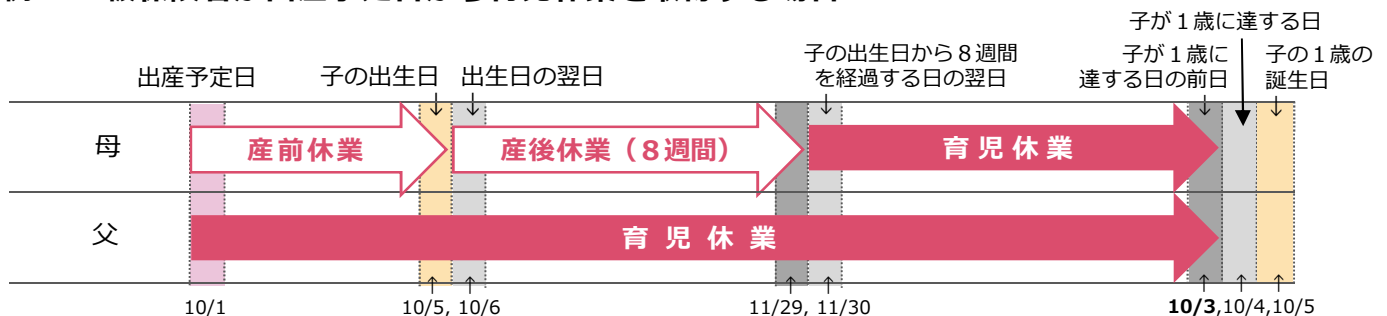 子が１歳に達する日
出産予定日
子の出生日
出生日の翌日
子の出生日から８週間
を経過する日の翌日
子が１歳に
達する日の前日
子の１歳の
誕生日
母
産前休業
産後休業（８週間）
育児休業
父
育児休業
10/1
10/5, 10/6
11/29, 11/30
10/3,10/4,10/5